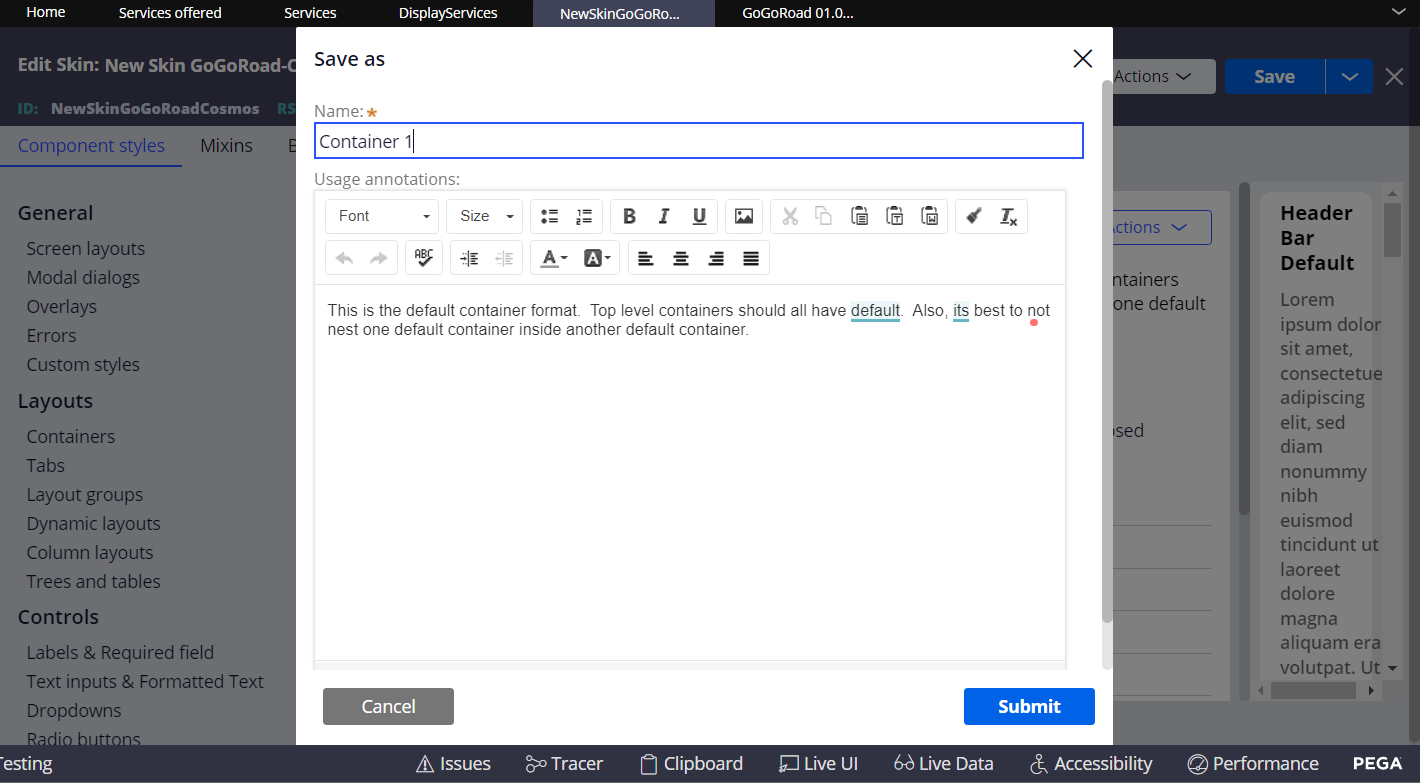 Home Services offered Services DisplayServices NewSkinGoGoRo... GoGoRoad 01.0...
Edit Skin: New Skin GoGoRoad-C
Actions Save
ID: NewSkinGoGoRoadCosmos RS
Component styles Mixins B
General
Screen layouts
Modal dialogs
Overlays
Errors
Custom styles
Layouts
Containers
Tabs
Layout groups
Dynamic layouts
Column layouts
Trees and tables
Controls
Labels & Required field
Text inputs & Formatted Text
Dropdowns
Radio buttons
Save as
Name: ★
Container 1
Usage annotations:
Font Size B I U
ABC A A
This is the default container format.  Top level containers should all have default.  Also, its best to not
nest one default container inside another default container.
Cancel Submit
ctions
ntainers
one default
osed
Header
Bar
Default
Lorem
ipsum dolor
sit amet,
consectetue
adipiscing
elit, sed
diam
nonummy
nibh
euismod
tincidunt ut
laoreet
dolore
magna
aliquam era
volutpat. Ut
Testing Issues Tracer Clipboard Live UI Live Data Accessibility Performance PEGA